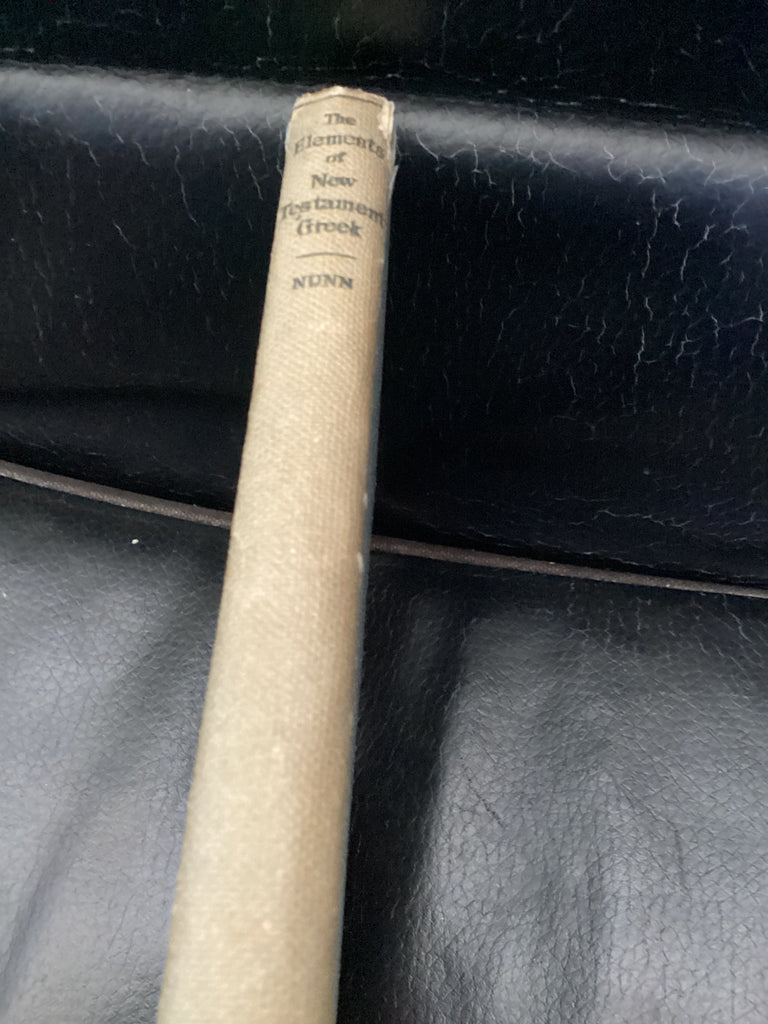 The
Elements
of
New
Testament
Greek
NUNN